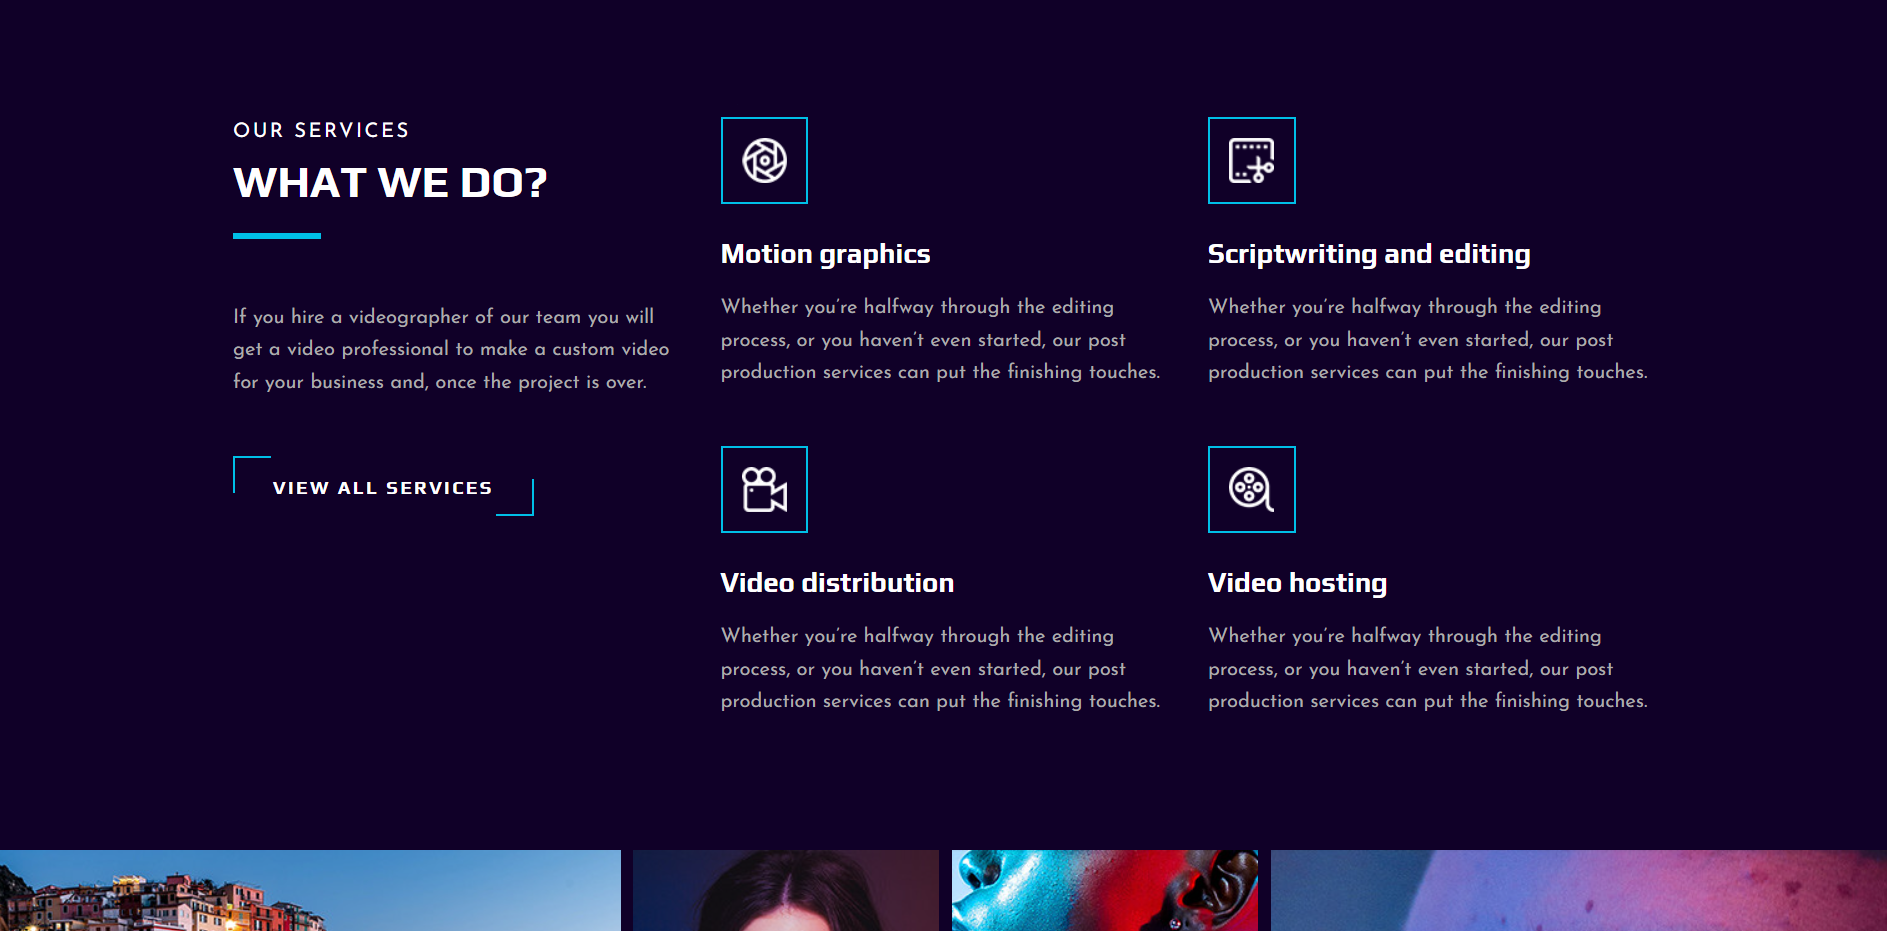 OUR SERVICES
WHAT WE DO?
If you hire a videographer of our team you will
get a video professional to make a custom video
for your business and, once the project is over.
VIEW ALL SERVICES
Motion graphics
Whether you're halfway through the editing
process, or you haven't even started, our post
production services can put the finishing touches.
Scriptwriting and editing
Whether you're halfway through the editing
process, or you haven't even started, our post
production services can put the finishing touches.
Video distribution
Whether you're halfway through the editing
process, or you haven't even started, our post
production services can put the finishing touches.
Video hosting
Whether you're halfway through the editing
process, or you haven't even started, our post
production services can put the finishing touches.